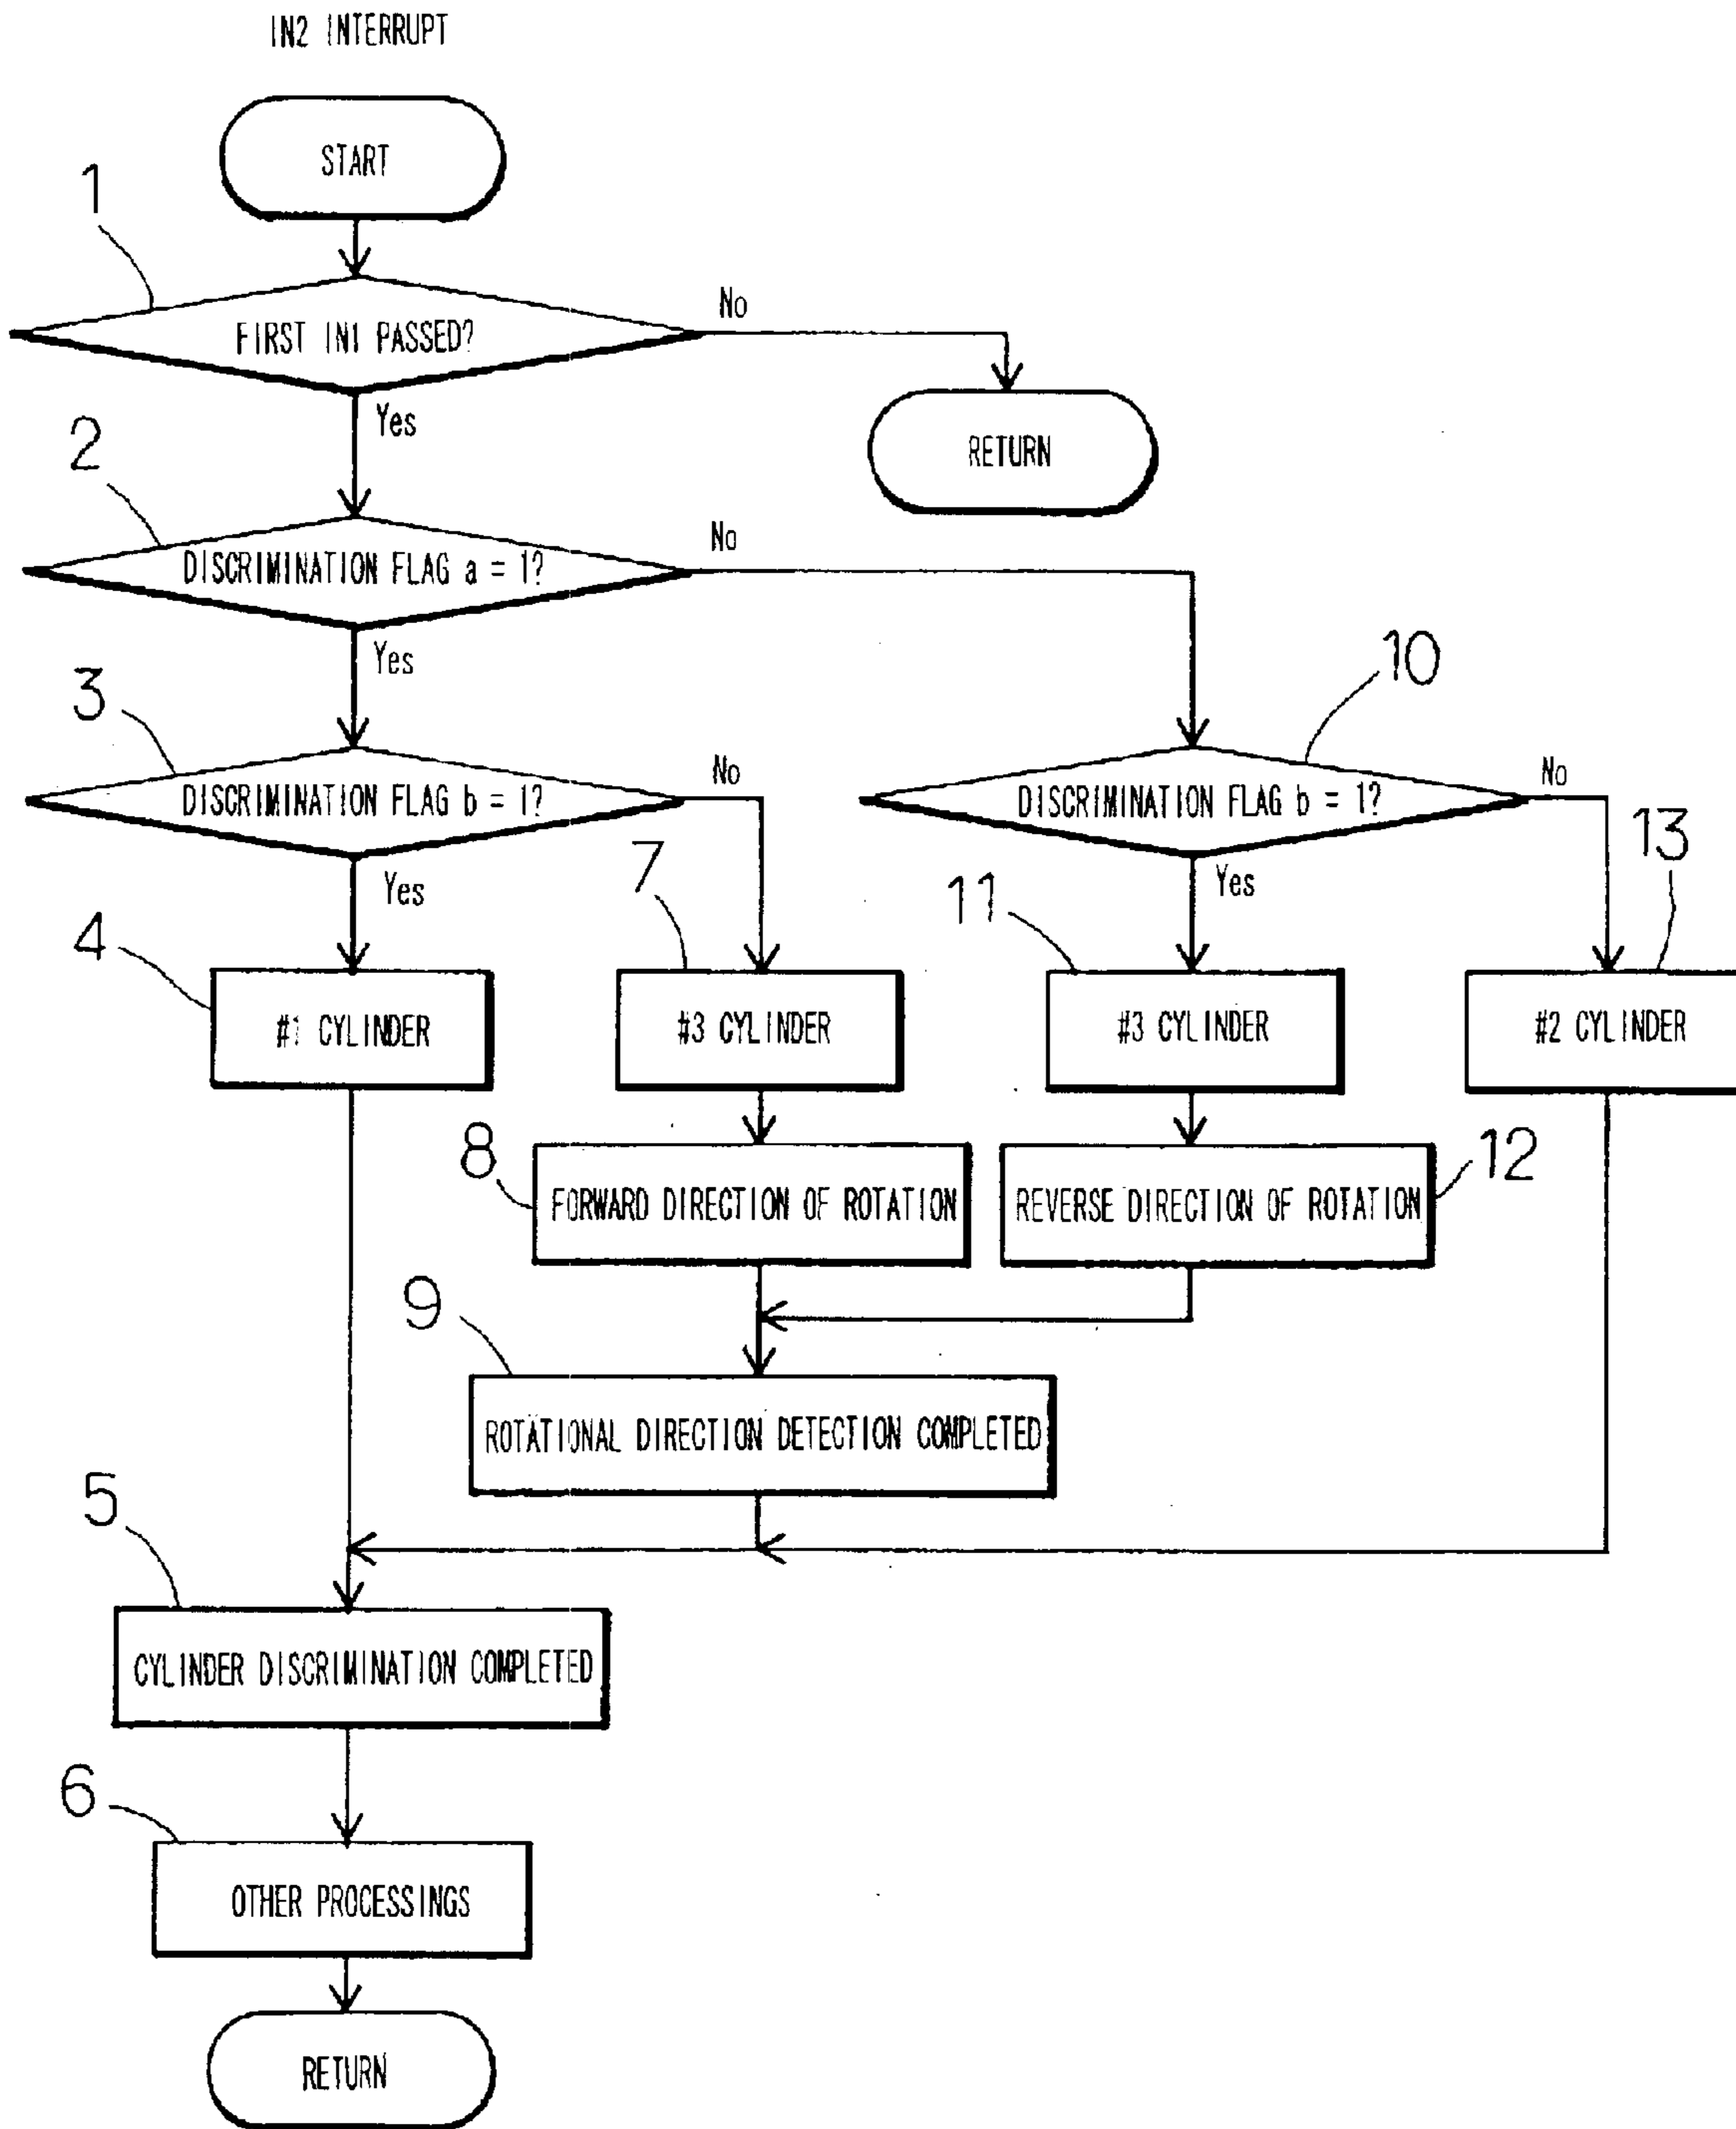 IN2 INTERRUPT
START
1
FIRST IN1 PASSED?
No
Yes
RETURN
2
DISCRIMINATION FLAG a = 1?
No
Yes
3
DISCRIMINATION FLAG b = 1?
No
Yes
10
DISCRIMINATION FLAG b = 1?
No
Yes
4
#1 CYLINDER
7
#3 CYLINDER
11
#3 CYLINDER
13
#2 CYLINDER
8
FORWARD DIRECTION OF ROTATION
REVERSE DIRECTION OF ROTATION
12
9
ROTATIONAL DIRECTION DETECTION COMPLETED
5
CYLINDER DISCRIMINATION COMPLETED
6
OTHER PROCESSINGS
RETURN